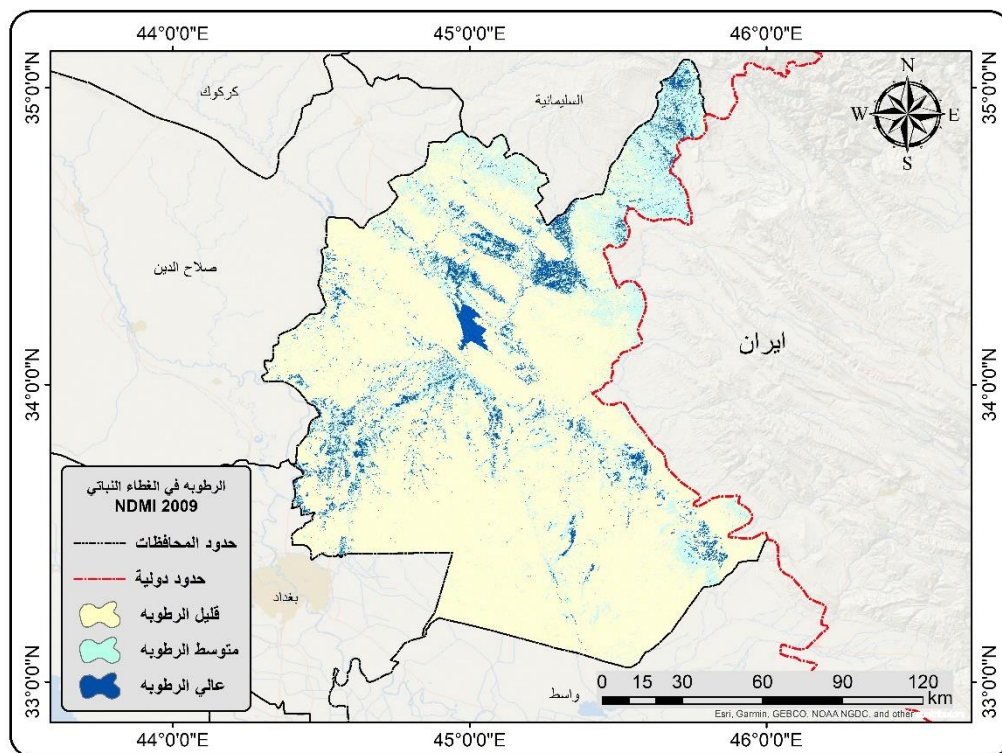 44°0'0"E 45°0'0"E 46°0'0"E
35°0'0"N 35°0'0"N
كركوك
السليمانية
N
W E
S
صلاح الدين
ايران
34°0'0"N 34°0'0"N
الرطوبه في الغطاء النباتي
NDMI 2009
حدود المحافظات
حدود دولية
قليل الرطوبه
متوسط الرطوبه
عالي الرطوبه
بغداد
واسط
0 15 30 60 90 120
km
Esri, Garmin, GEBCO, NOAA NGDC, and other
33°0'0"N 33°0'0"N
44°0'0"E 45°0'0"E 46°0'0"E